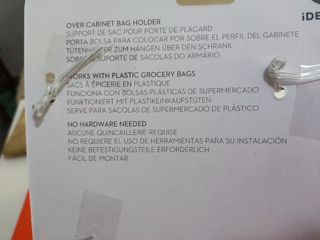 OVER CABINET BAG HOLDER
SUPPORT DE SAC POUR PORTE DE PLACARD
PORTA BOLSA PARA COLOCAR POR SOBRE EL PERFIL DEL GABINETE
TÜTENHALTER ZUM HÄNGEN ÜBER DEN SCHRANK
SOBRE O SUPORTE DE SACOLAS DO ARMÁRIO
WORKS WITH PLASTIC GROCERY BAGS
SACS À ÉPICERIE EN PLASTIQUE
FUNCIONA CON BOLSAS PLÁSTICAS DE SUPERMERCADO
FUNKTIONIERT MIT PLASTIKEINKAUFSTUTEN
SERVE PARA SACOLAS DE SUPERMERCADO DE PLÁSTICO
NO HARDWARE NEEDED
AUCUNE QUINCAILLERIE REQUISE
NO REQUIERE EL USO DE HERRAMIENTAS PARA SU INSTALACIÓN
KEINE BEFESTIGUNGSTEILE ERFORDERLICH
FÁCIL DE MONTAR